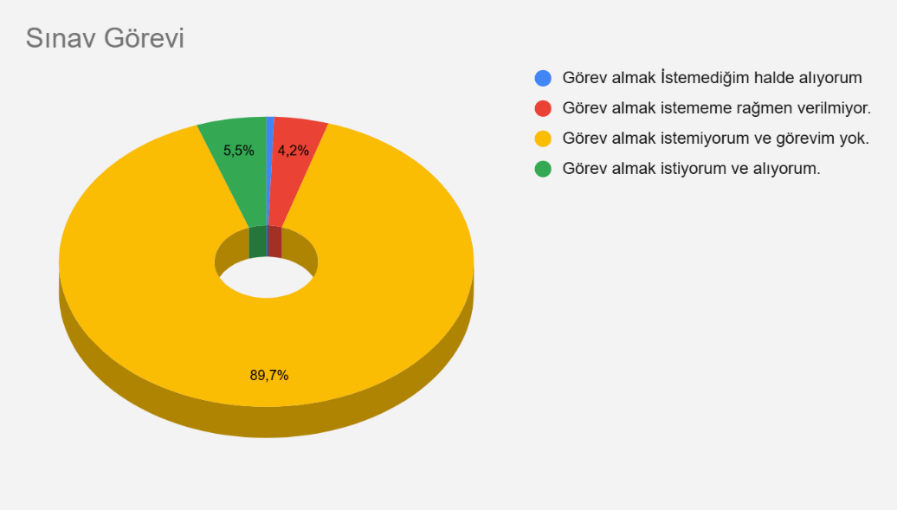 Sınav Görevi
Görev almak İstemediğim halde alıyorum
Görev almak istememe rağmen verilmiyor.
Görev almak istemiyorum ve görevim yok.
Görev almak istiyorum ve alıyorum.
5,5%
4,2%
89,7%